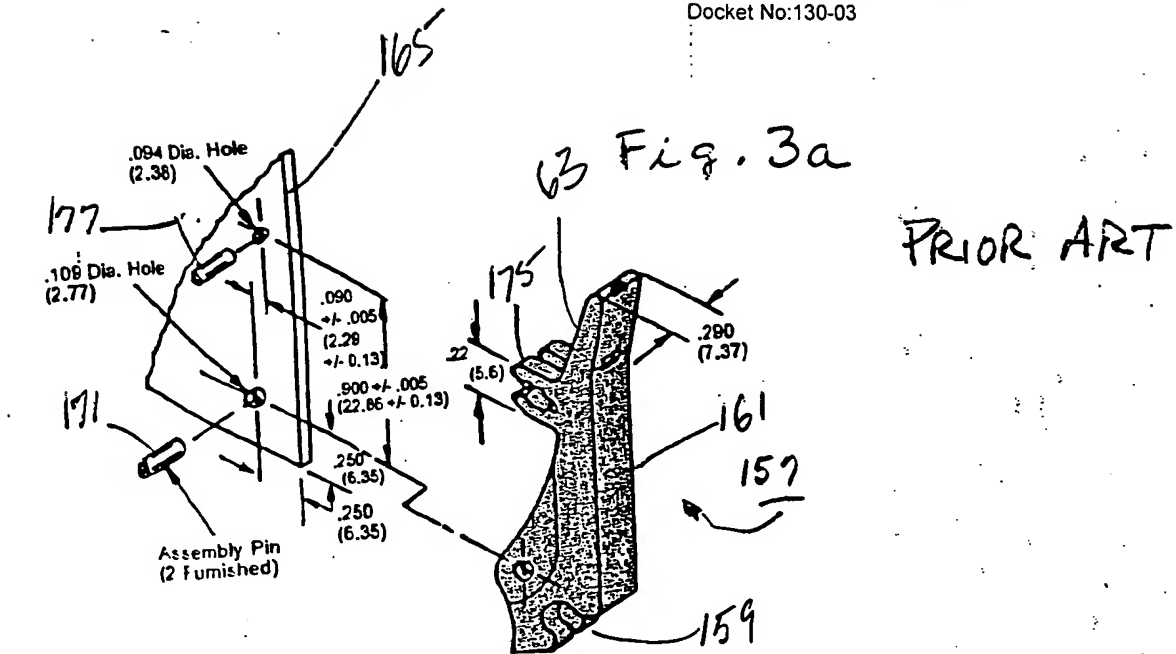 Docket No:130-03
165
Fig. 3a
PRIOR ART
.094 Dia. Hole
(2.38)
63
177
.109 Dia. Hole
(2.77)
175
.090
+/- .005
(2.29
+/- 0.13)
.22
(5.6)
.290
(7.37)
.900 +/- .005
(22.86 +/- 0.13)
171
161
157
.250
(6.35)
.250
(6.35)
Assembly Pin
(2 Furnished)
159